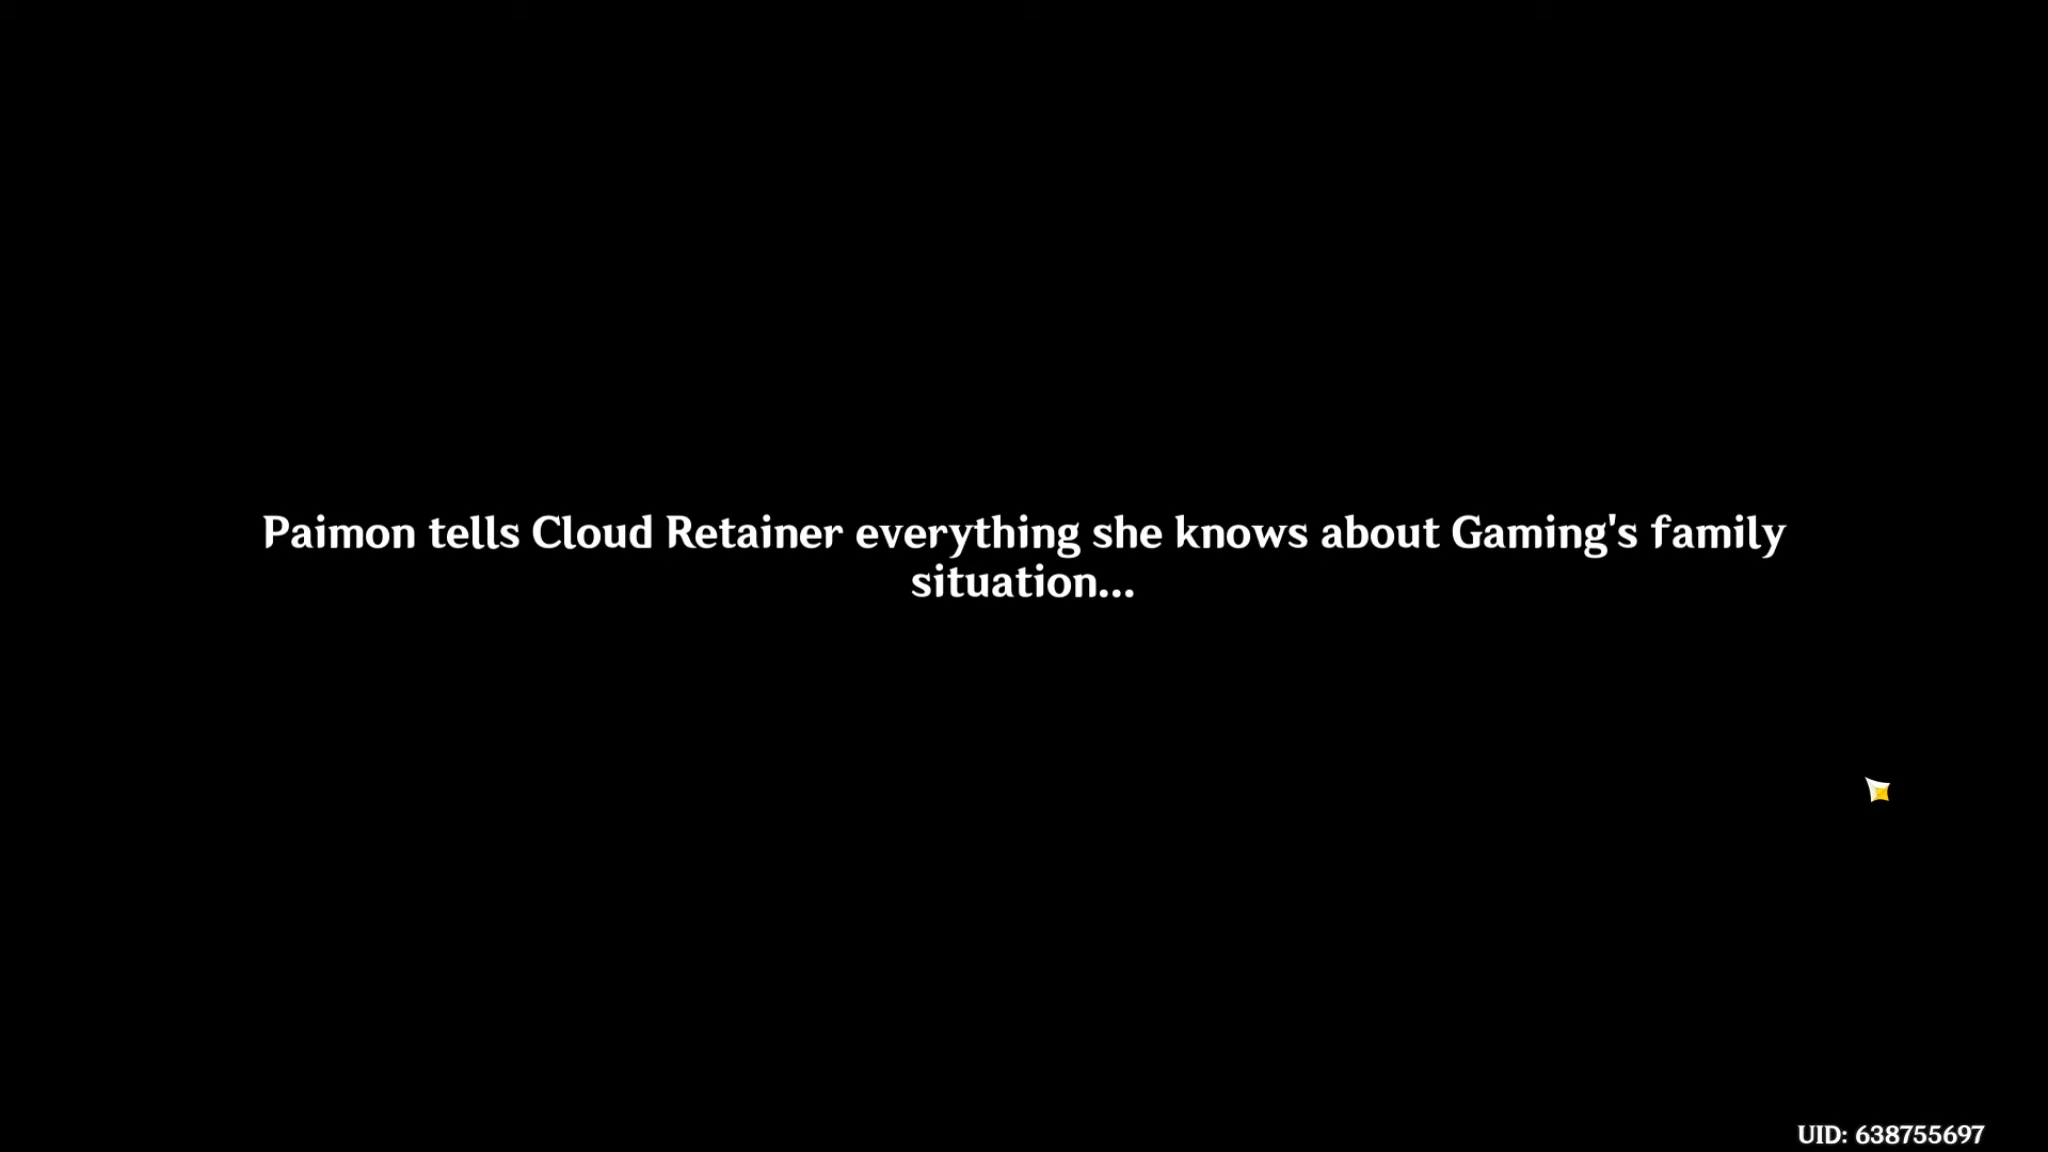 Paimon tells Cloud Retainer everything she knows about Gaming's family
situation...
UID: 638755697